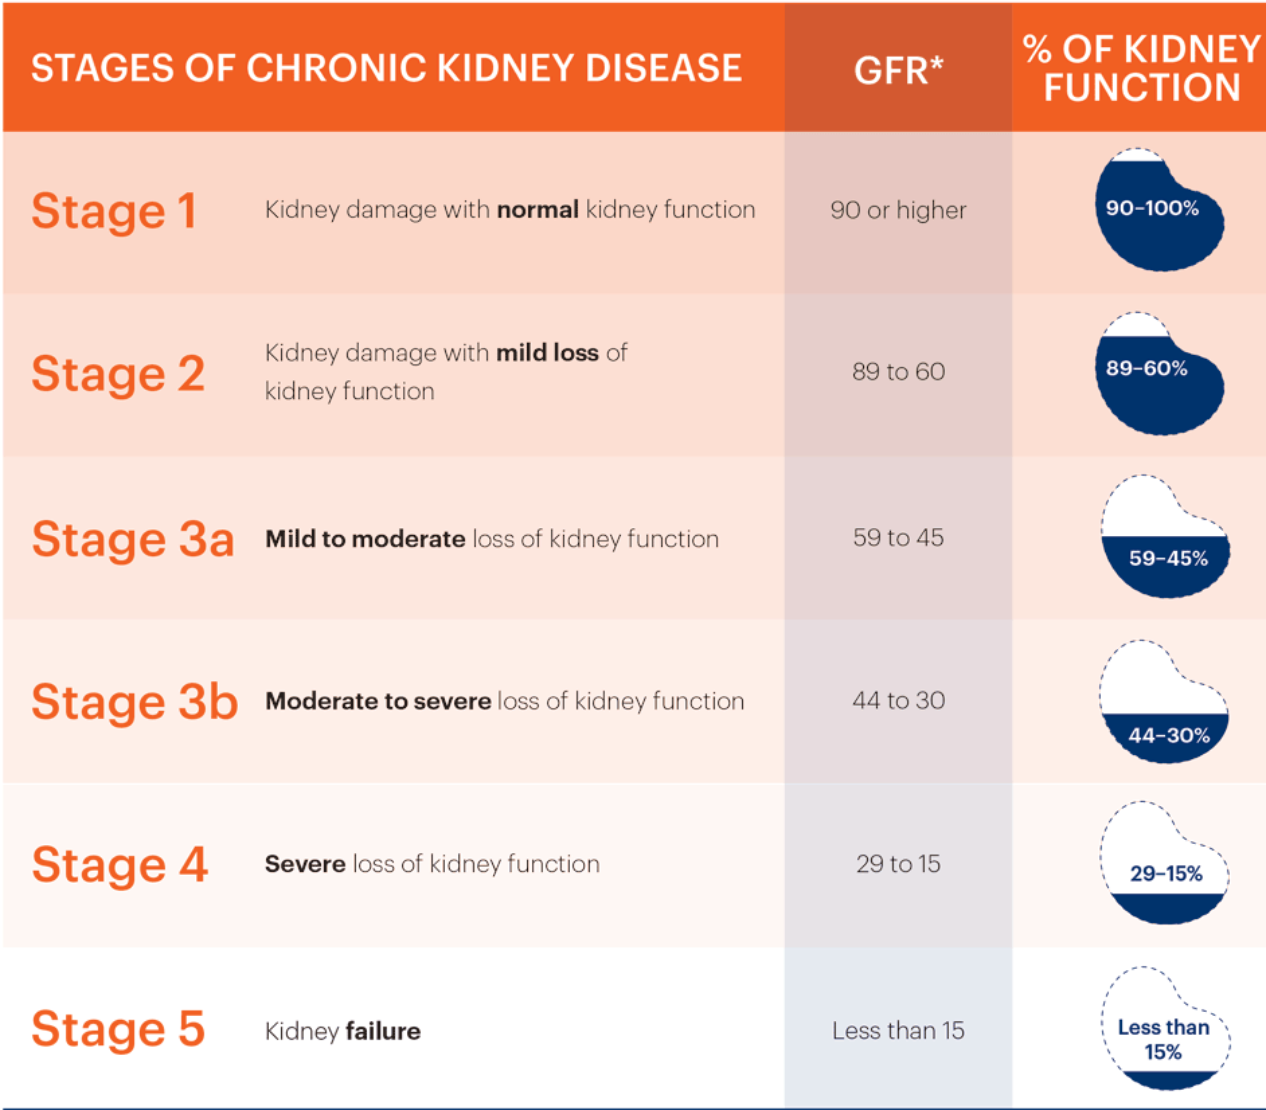 STAGES OF CHRONIC KIDNEY DISEASE
GFR*
% OF KIDNEY
FUNCTION
Stage 1
Kidney damage with normal kidney function
90 or higher
90–100%
Stage 2
Kidney damage with mild loss of
kidney function
89 to 60
89–60%
Stage 3a
Mild to moderate loss of kidney function
59 to 45
59–45%
Stage 3b
Moderate to severe loss of kidney function
44 to 30
44–30%
Stage 4
Severe loss of kidney function
29 to 15
29–15%
Stage 5
Kidney failure
Less than 15
Less than
15%